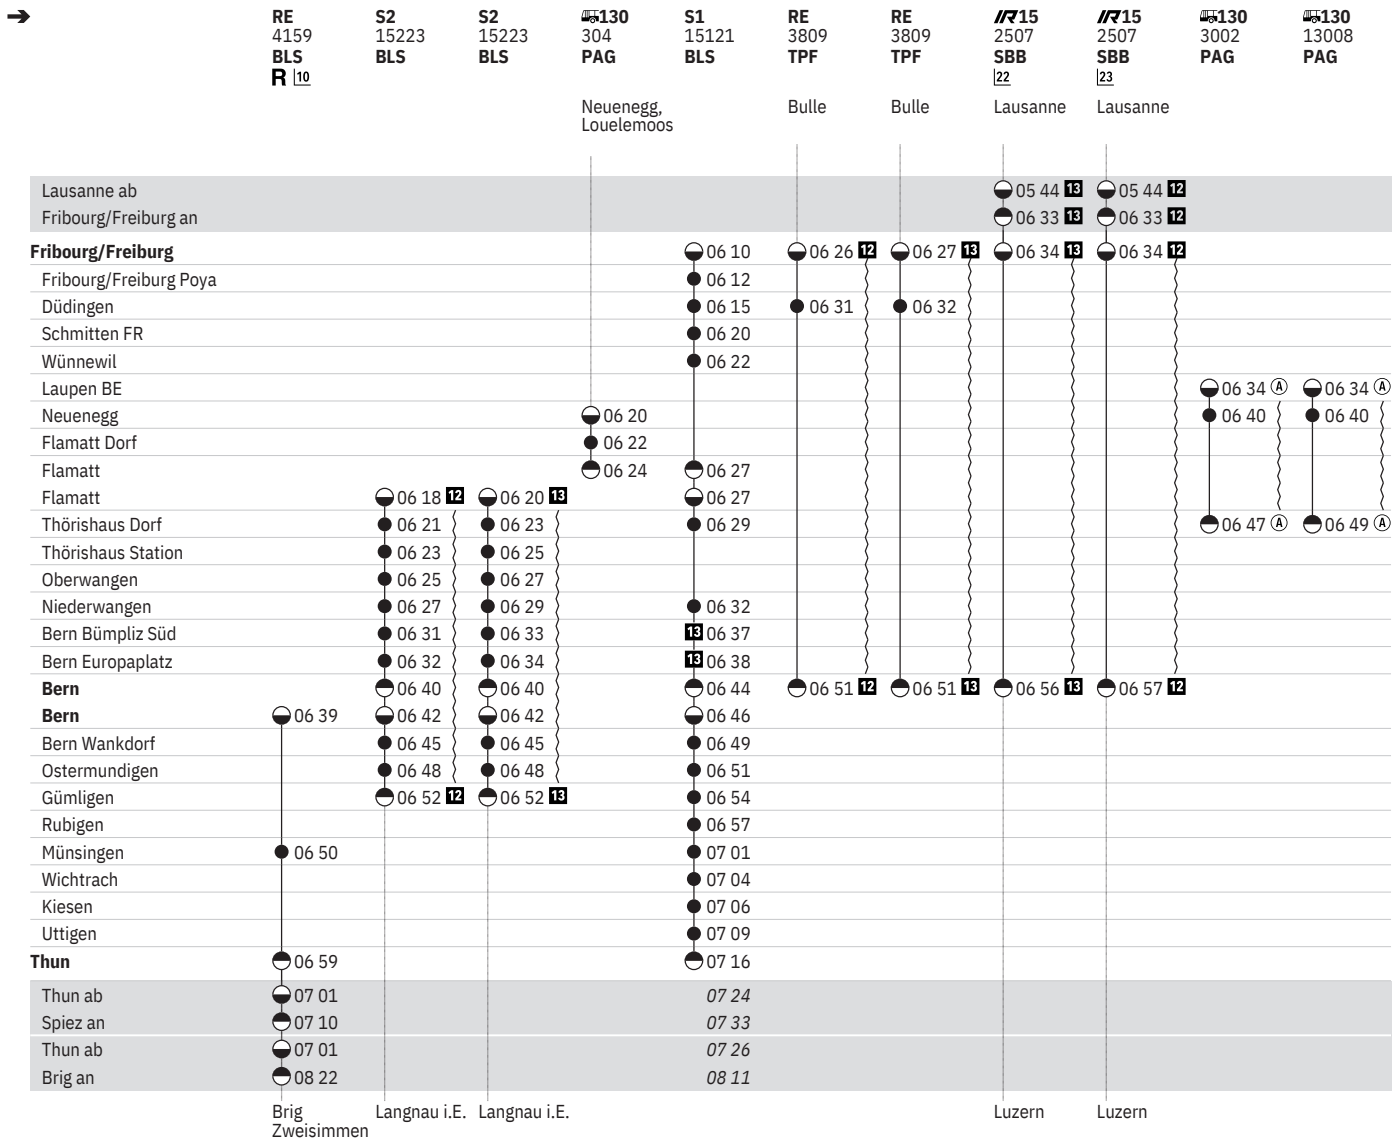 ➔ RE S2 S2 130 S1 RE RE IR15 IR15 130 130
4159 15223 15223 304 15121 3809 3809 2507 2507 3002 13008
BLS BLS BLS PAG BLS TPF TPF SBB SBB PAG PAG
R 10 22 23
Neuenegg, Bulle Bulle Lausanne Lausanne
Louelemoos
Lausanne ab 05 44 13 05 44 12
Fribourg/Freiburg an 06 33 13 06 33 12
Fribourg/Freiburg 06 10 06 26 12 06 27 13 06 34 13 06 34 12
Fribourg/Freiburg Poya 06 12
Düdingen 06 15 06 31 06 32
Schmitten FR 06 20
Wünnewil 06 22
Laupen BE 06 34 A 06 34 A
Neuenegg 06 20 06 40 06 40
Flamatt Dorf 06 22
Flamatt 06 24 06 27
Flamatt 06 18 12 06 20 13 06 27
Thörishaus Dorf 06 21 06 23 06 29 06 47 A 06 49 A
Thörishaus Station 06 23 06 25
Oberwangen 06 25 06 27
Niederwangen 06 27 06 29 06 32
Bern Bümpliz Süd 06 31 06 33 13 06 37
Bern Europaplatz 06 32 06 34 13 06 38
Bern 06 40 06 40 06 44 06 51 12 06 51 13 06 56 13 06 57 12
Bern 06 39 06 42 06 42 06 46
Bern Wankdorf 06 45 06 45 06 49
Ostermundigen 06 48 06 48 06 51
Gümligen 06 52 12 06 52 13 06 54
Rubigen 06 57
Münsingen 06 50 07 01
Wichtrach 07 04
Kiesen 07 06
Uttigen 07 09
Thun 06 59 07 16
Thun ab 07 01 07 24
Spiez an 07 10 07 33
Thun ab 07 01 07 26
Brig an 08 22 08 11
Brig Langnau i.E. Langnau i.E. Luzern Luzern
Zweisimmen